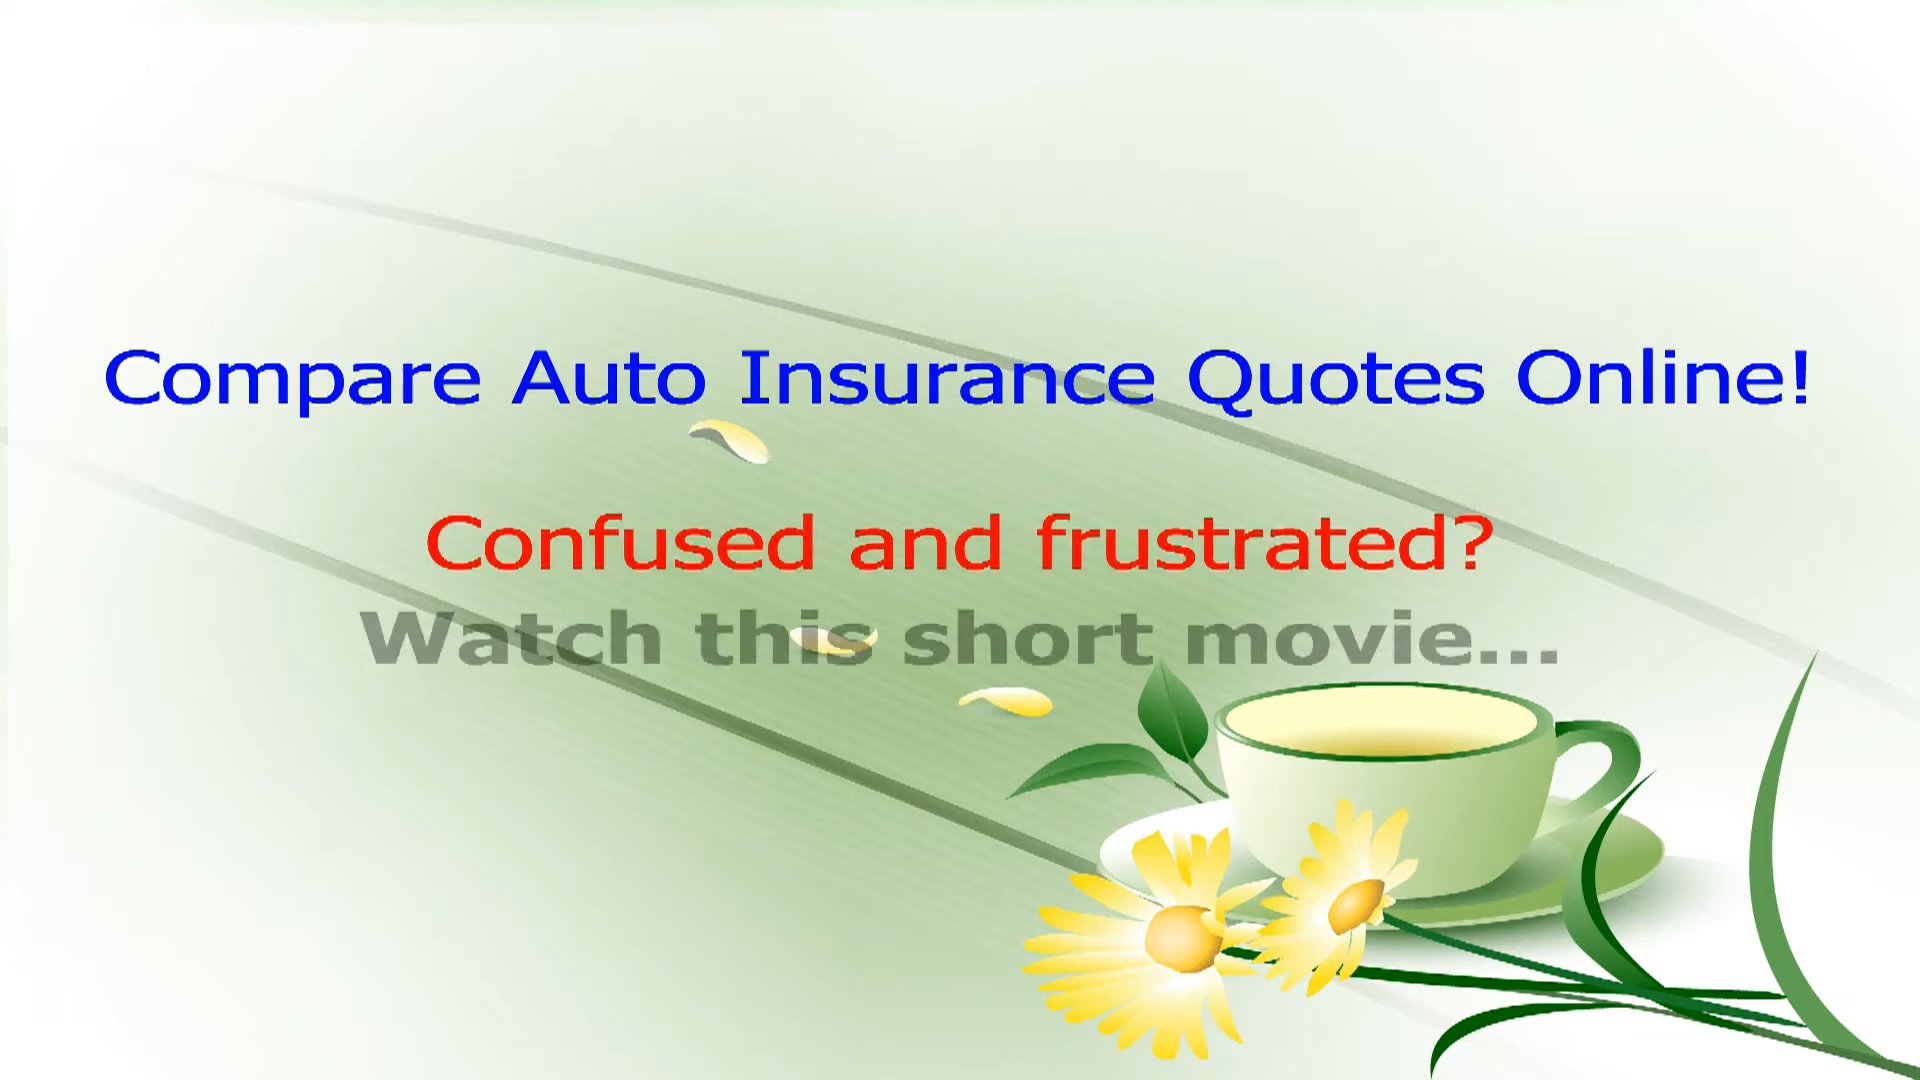 Compare Auto Insurance Quotes Online!
Confused and frustrated?
Watch this short movie...